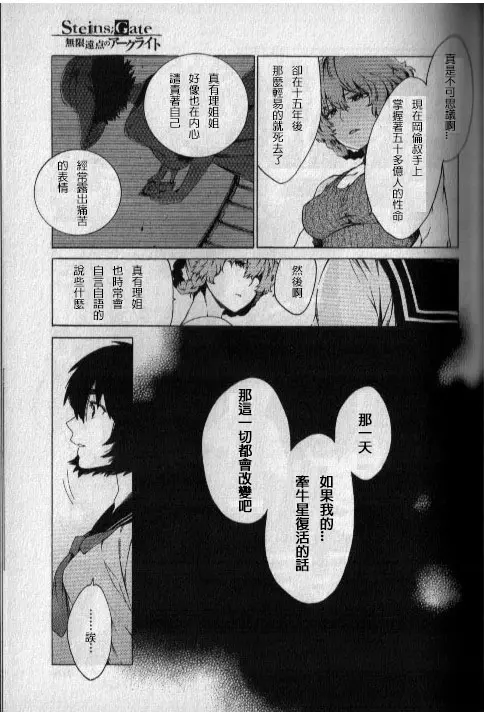 Steins;Gate
無限遠点のアークライト
真是不可思議啊…
現在岡倫叔手上
掌握著五十多億人的性命
卻在十五年後
那麼輕易的就死去了
真有理姐姐
好像也在內心
譴責著自己
經常露出痛苦
的表情
然後啊
真有理姐
也時常會
自言自語的
說些什麼
那一天
如果我的…
牽牛星復活的話
那這一切都會改變吧
……誒…